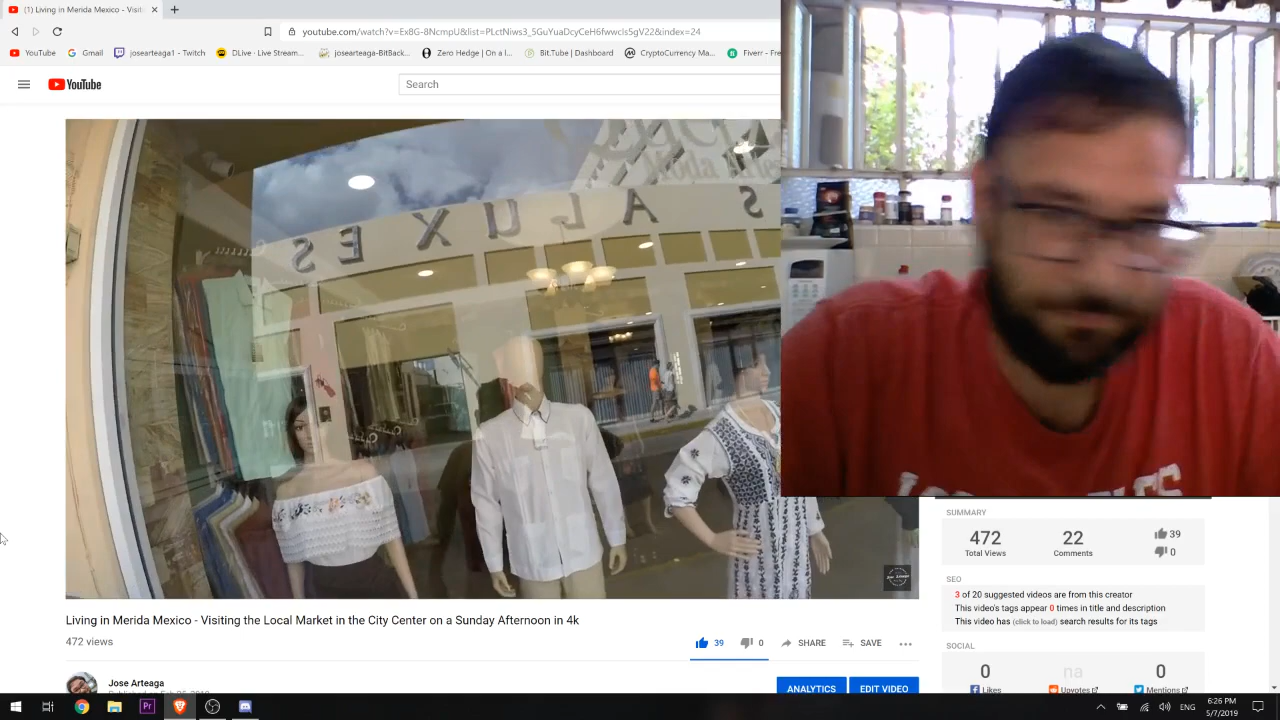 (1) Living in Merida Mexico - Visit
youtube.com/watch?v=Ex8G-8NcmpU&list=PLctNiws3_5GuYuaDcyCeH6fwwcIs5gV22&index=24
YouTube
Gmail
josearteaga1 - Twitch
DLive · Live Stream...
josearteaga-BitBack...
Zero Hedge | On a l...
Bit.Tube | Dashboard
CryptoCurrency Ma...
Fiverr - Fre
YouTube
Search
ALUXES
Living in Merida Mexico - Visiting the Local Market in the City Center on a Sunday Afternoon in 4k
472 views
39
0
SHARE
SAVE
Jose Arteaga
ANALYTICS
EDIT VIDEO
SUMMARY
472
Total Views
22
Comments
39
0
SEO
3 of 20 suggested videos are from this creator
This video's tags appear 0 times in title and description
This video has (click to load) search results for its tags
SOCIAL
0
Likes
na
Upvotes
0
Mentions
ENG
6:26 PM
5/7/2019